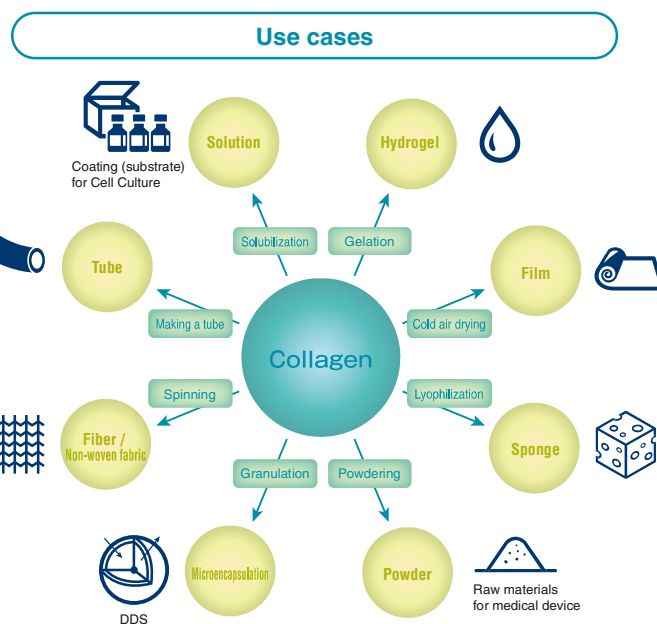 Use cases
Solution
Hydrogel
Coating (substrate)
for Cell Culture
Solubilization
Gelation
Tube
Film
Making a tube
Cold air drying
Collagen
Spinning
Lyophilization
Fiber /
Non-woven fabric
Sponge
Granulation
Powdering
Microencapsulation
Powder
Raw materials
for medical device
DDS